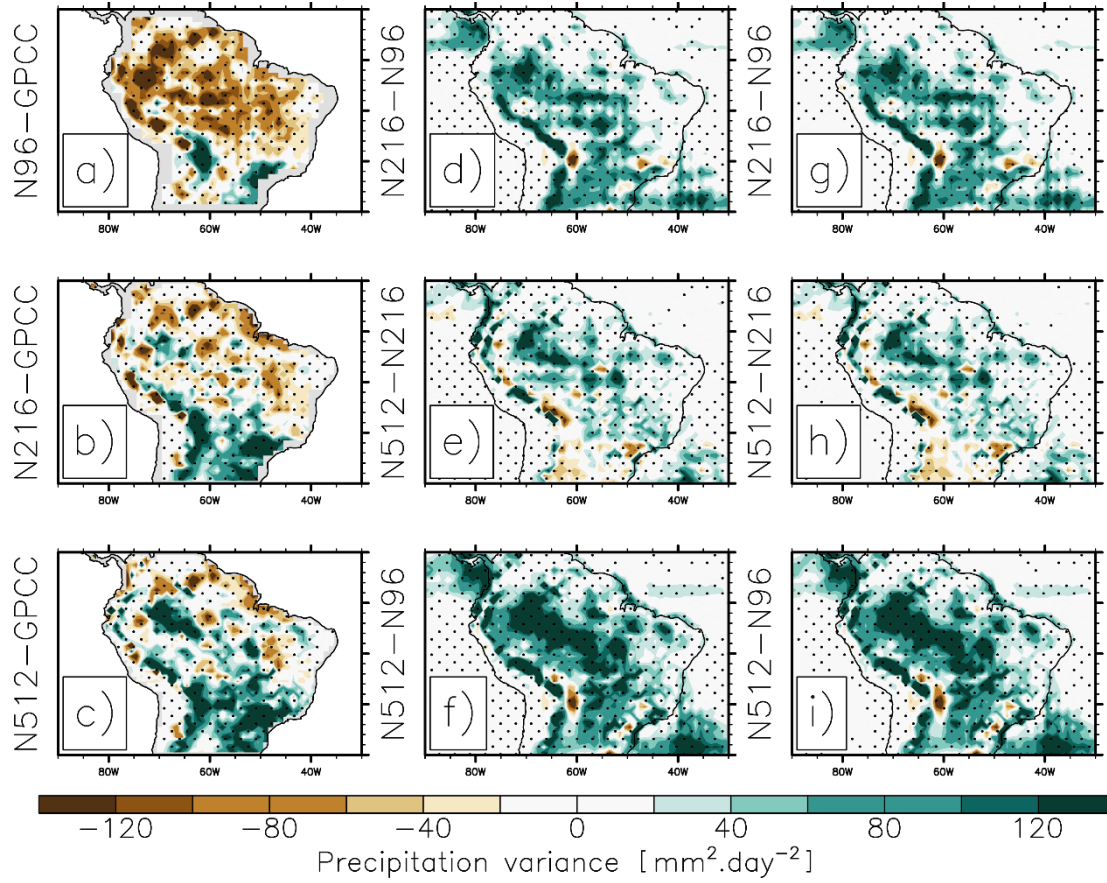 N96-GPCC
a)
80W 60W 40W
N216-N96
d)
80W 60W 40W
N216-N96
g)
80W 60W 40W
N216-GPCC
b)
80W 60W 40W
N512-N216
e)
80W 60W 40W
N512-N216
h)
80W 60W 40W
N512-GPCC
c)
80W 60W 40W
N512-N96
f)
80W 60W 40W
N512-N96
i)
80W 60W 40W
−120 −80 −40 0 40 80 120
Precipitation variance [mm².day⁻²]